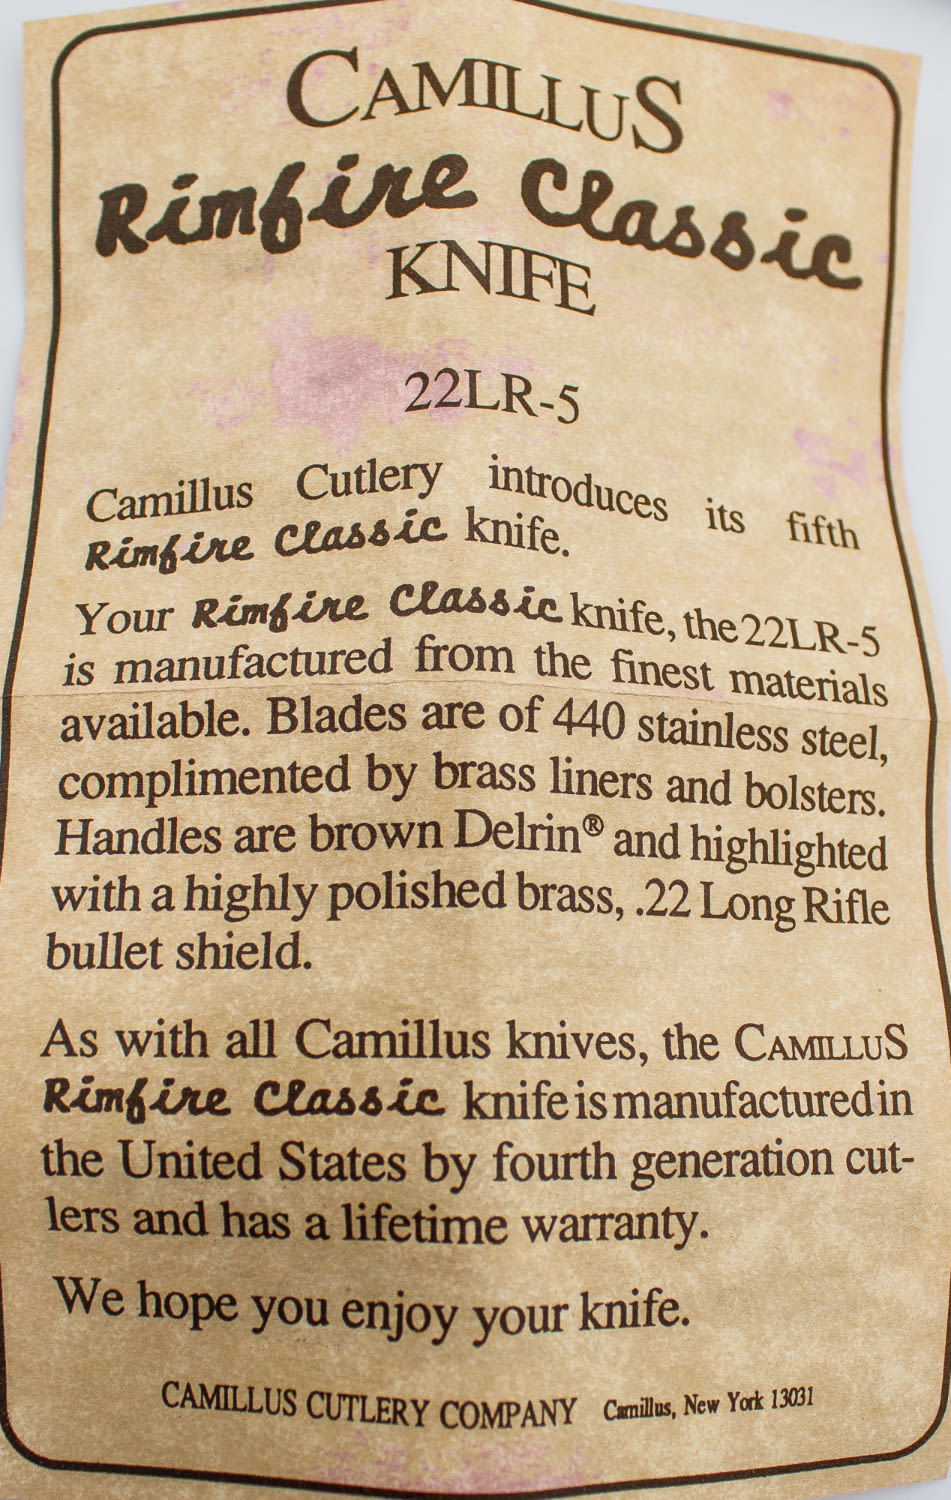 CAMILLUS
Rimfire Classic
KNIFE
22LR-5
Camillus Cutlery introduces its fifth
Rimfire Classic knife.
Your Rimfire Classic knife, the 22LR-5
is manufactured from the finest materials
available. Blades are of 440 stainless steel,
complimented by brass liners and bolsters.
Handles are brown Delrin® and highlighted
with a highly polished brass, .22 Long Rifle
bullet shield.
As with all Camillus knives, the CAMILLUS
Rimfire Classic knife is manufactured in
the United States by fourth generation cut-
lers and has a lifetime warranty.
We hope you enjoy your knife.
CAMILLUS CUTLERY COMPANY Camillus, New York 13031